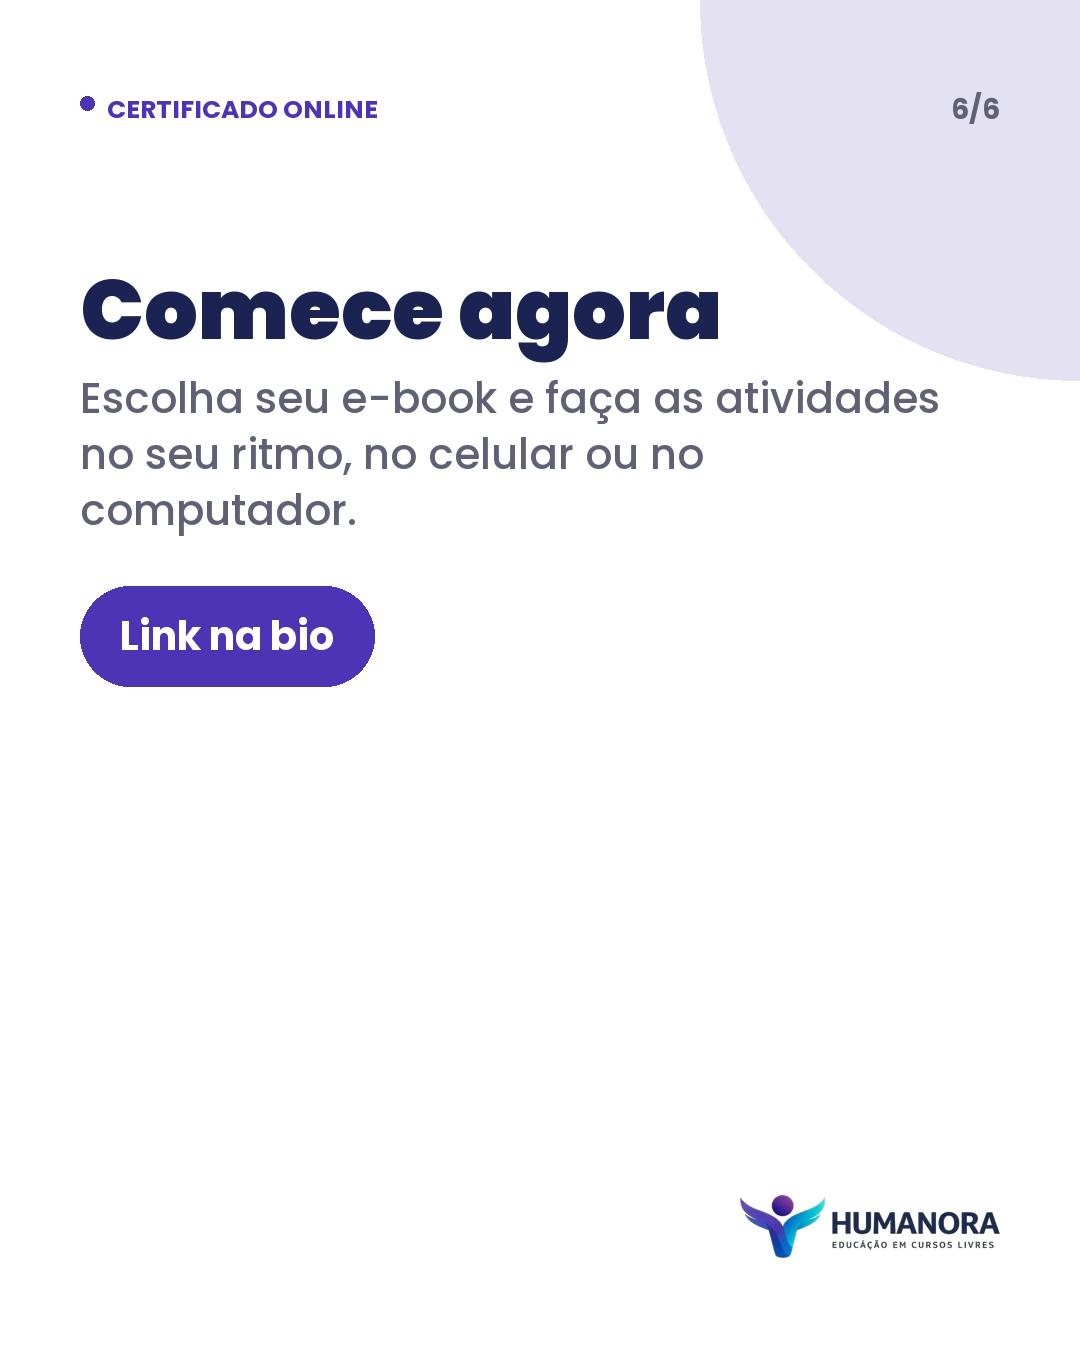 CERTIFICADO ONLINE
6/6
Comece agora
Escolha seu e-book e faça as atividades
no seu ritmo, no celular ou no
computador.
Link na bio
HUMANORA
EDUCÁÇÃO EM CURSOS LIVRES